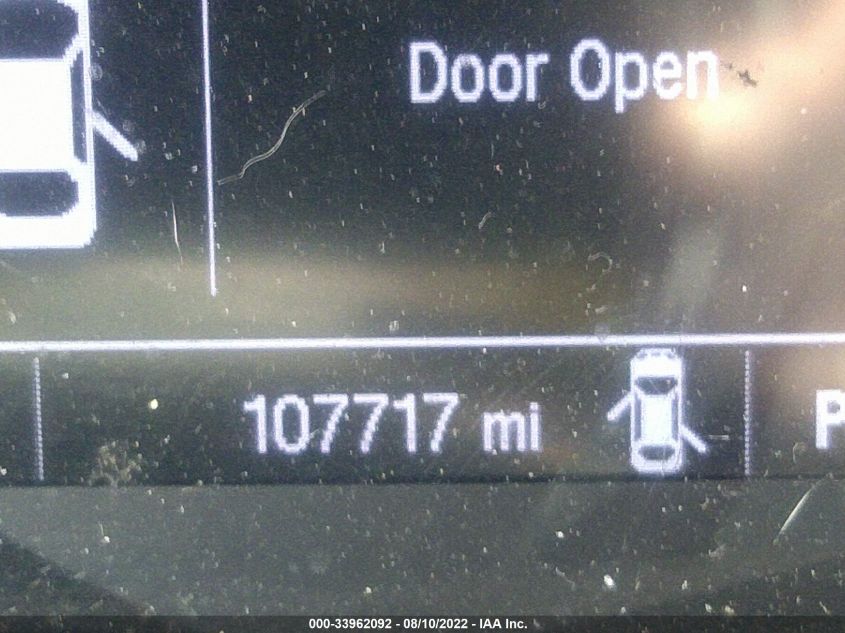 Door Open
107717 mi
P
000-33962092 - 08/10/2022 - IAA Inc.